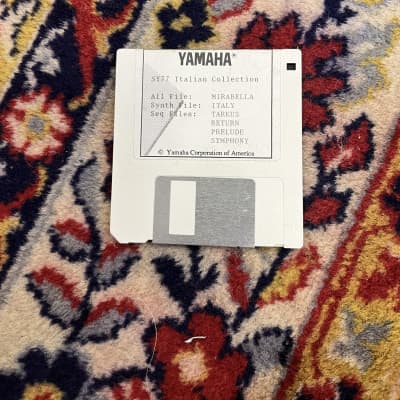 YAMAHA®
SY77 Italian Collection
All File: MIRABELLA
Synth File: ITALY
Seq Files: TARKUS
RETURN
PRELUDE
SYMPHONY
© Yamaha Corporation of America